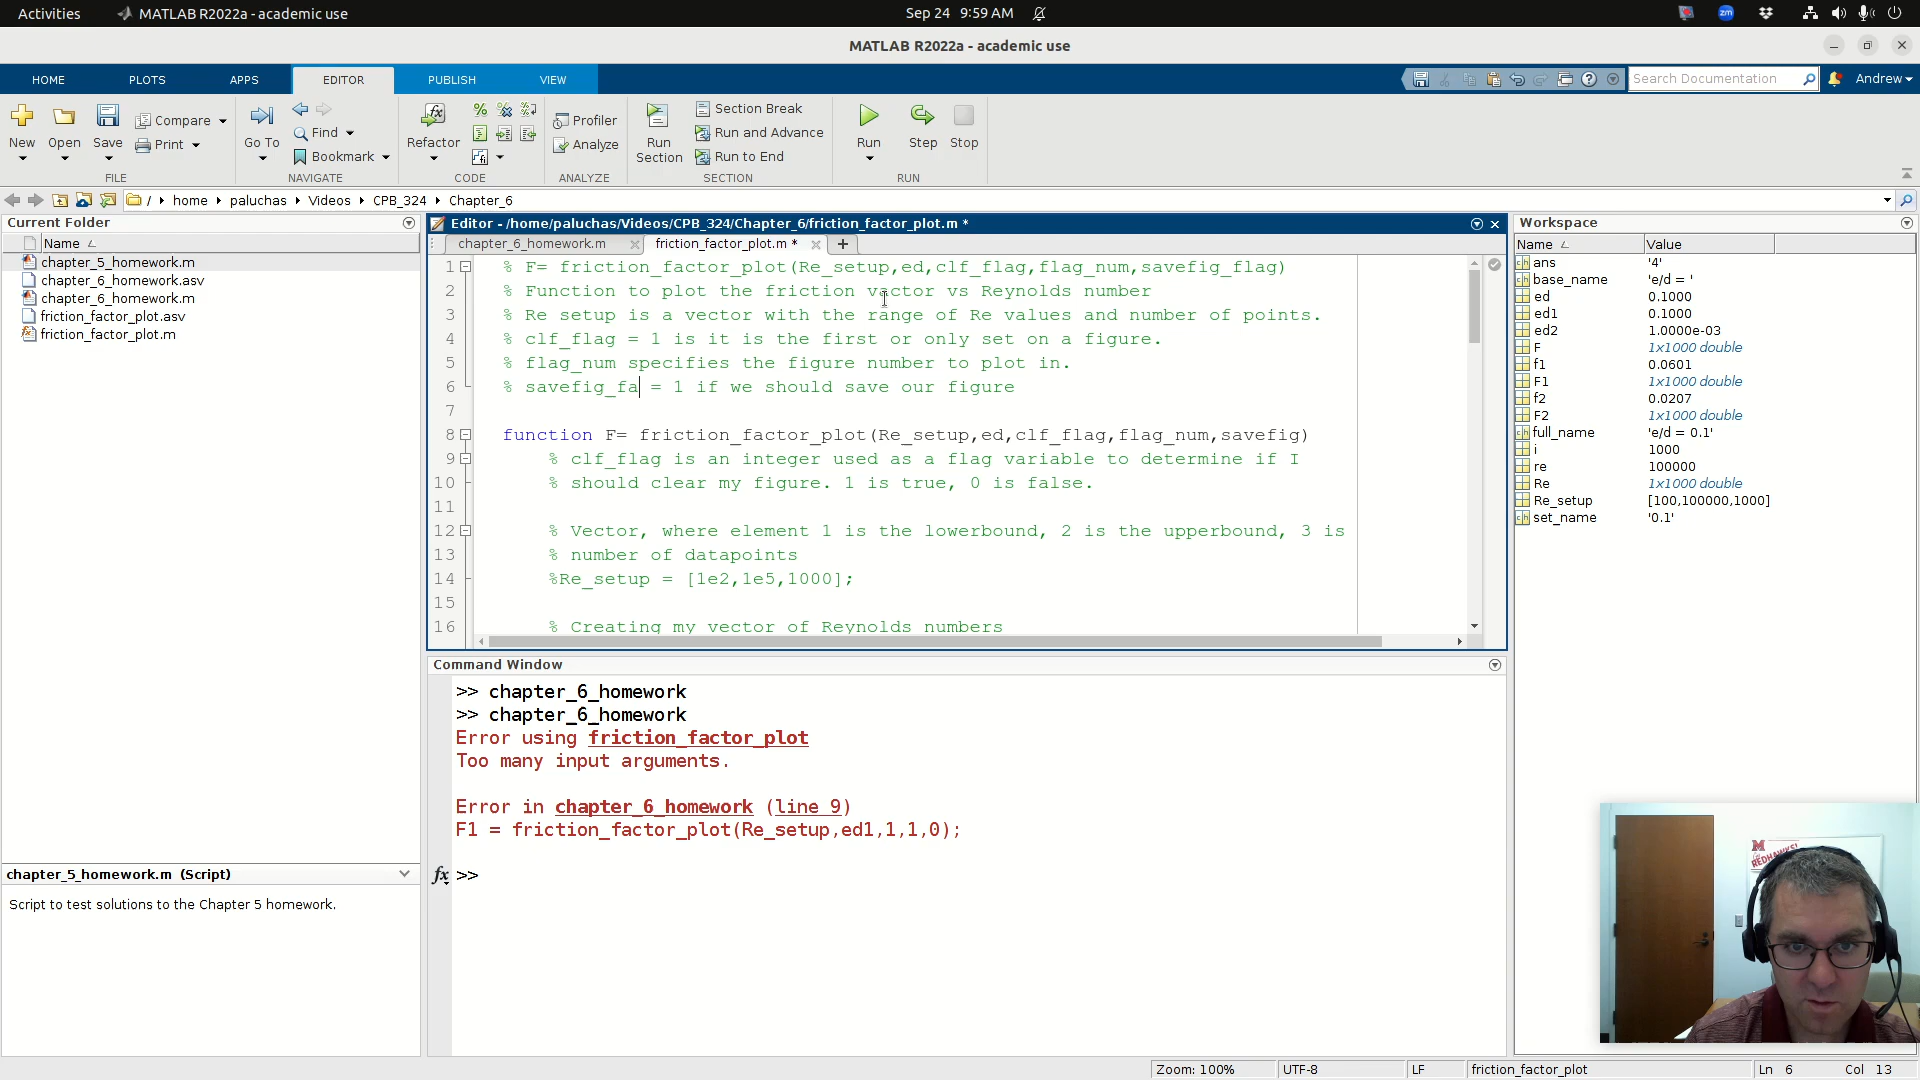 Activities
MATLAB R2022a - academic use
Sep 24 9:59 AM
zm
MATLAB R2022a - academic use
HOME
PLOTS
APPS
EDITOR
PUBLISH
VIEW
Search Documentation
Andrew
New
Open
Save
Compare
Print
Go To
Find
Bookmark
Refactor
Profiler
Analyze
Run Section
Section Break
Run and Advance
Run to End
Run
Step
Stop
FILE
NAVIGATE
CODE
ANALYZE
SECTION
RUN
/ home paluchas Videos CPB_324 Chapter_6
Current Folder
Name
chapter_5_homework.m
chapter_6_homework.asv
chapter_6_homework.m
friction_factor_plot.asv
friction_factor_plot.m
chapter_5_homework.m (Script)
Script to test solutions to the Chapter 5 homework.
Editor - /home/paluchas/Videos/CPB_324/Chapter_6/friction_factor_plot.m *
chapter_6_homework.m
friction_factor_plot.m *
1 % F= friction_factor_plot(Re_setup,ed,clf_flag,flag_num,savefig_flag)
2 % Function to plot the friction vactor vs Reynolds number
3 % Re setup is a vector with the range of Re values and number of points.
4 % clf_flag = 1 is it is the first or only set on a figure.
5 % flag_num specifies the figure number to plot in.
6 % savefig_fa = 1 if we should save our figure
7
8 function F= friction_factor_plot(Re_setup,ed,clf_flag,flag_num,savefig)
9 % clf_flag is an integer used as a flag variable to determine if I
10 % should clear my figure. 1 is true, 0 is false.
11
12 % Vector, where element 1 is the lowerbound, 2 is the upperbound, 3 is
13 % number of datapoints
14 %Re_setup = [1e2,1e5,1000];
15
16 % Creating my vector of Reynolds numbers
Command Window
>> chapter_6_homework
>> chapter_6_homework
Error using friction_factor_plot
Too many input arguments.
Error in chapter_6_homework (line 9)
F1 = friction_factor_plot(Re_setup,ed1,1,1,0);
fx >>
Workspace
Name Value
ans '4'
base_name 'e/d = '
ed 0.1000
ed1 0.1000
ed2 1.0000e-03
F 1x1000 double
f1 0.0601
F1 1x1000 double
f2 0.0207
F2 1x1000 double
full_name 'e/d = 0.1'
i 1000
re 100000
Re 1x1000 double
Re_setup [100,100000,1000]
set_name '0.1'
M
REDHAWKS!
Zoom: 100%
UTF-8
LF
friction_factor_plot
Ln 6 Col 13